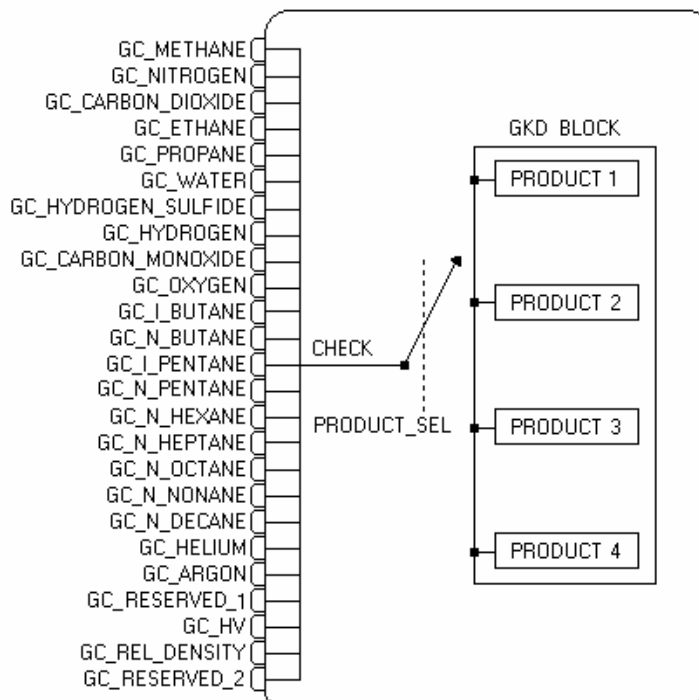 GC_METHANE
GC_NITROGEN
GC_CARBON_DIOXIDE
GC_ETHANE
GC_PROPANE
GC_WATER
GC_HYDROGEN_SULFIDE
GC_HYDROGEN
GC_CARBON_MONOXIDE
GC_OXYGEN
GC_I_BUTANE
GC_N_BUTANE
GC_I_PENTANE
GC_N_PENTANE
GC_N_HEXANE
GC_N_HEPTANE
GC_N_OCTANE
GC_N_NONANE
GC_N_DECANE
GC_HELIUM
GC_ARGON
GC_RESERVED_1
GC_HV
GC_REL_DENSITY
GC_RESERVED_2
CHECK
PRODUCT_SEL
GKD BLOCK
PRODUCT 1
PRODUCT 2
PRODUCT 3
PRODUCT 4